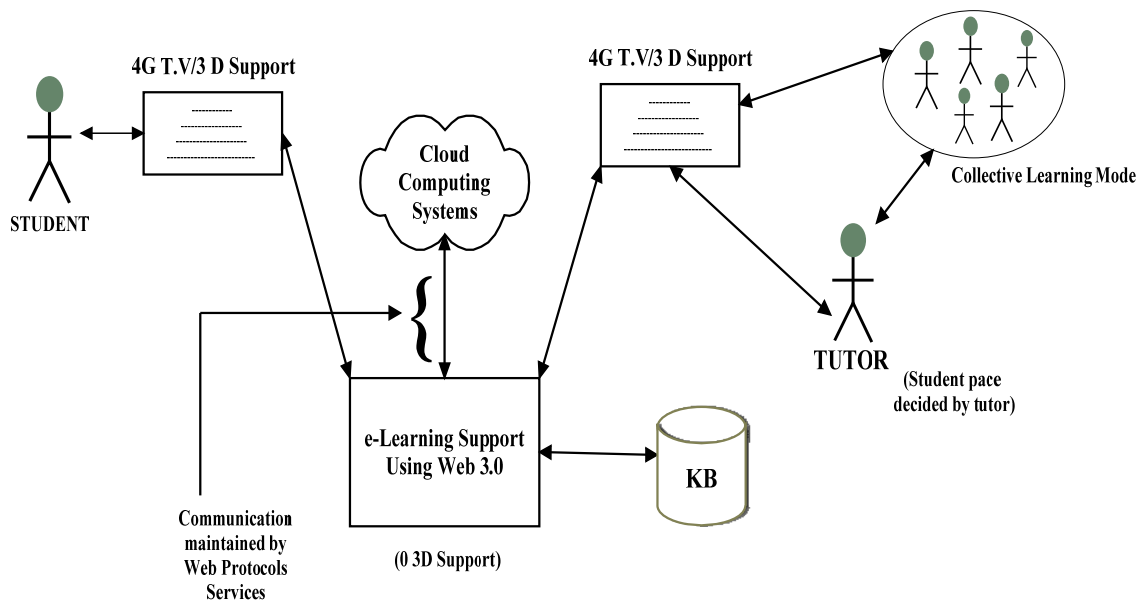 4G T.V/3 D Support
STUDENT
Cloud
Computing
Systems
4G T.V/3 D Support
Collective Learning Mode
TUTOR
(Student pace
decided by tutor)
e-Learning Support
Using Web 3.0
(0 3D Support)
KB
Communication
maintained by
Web Protocols
Services